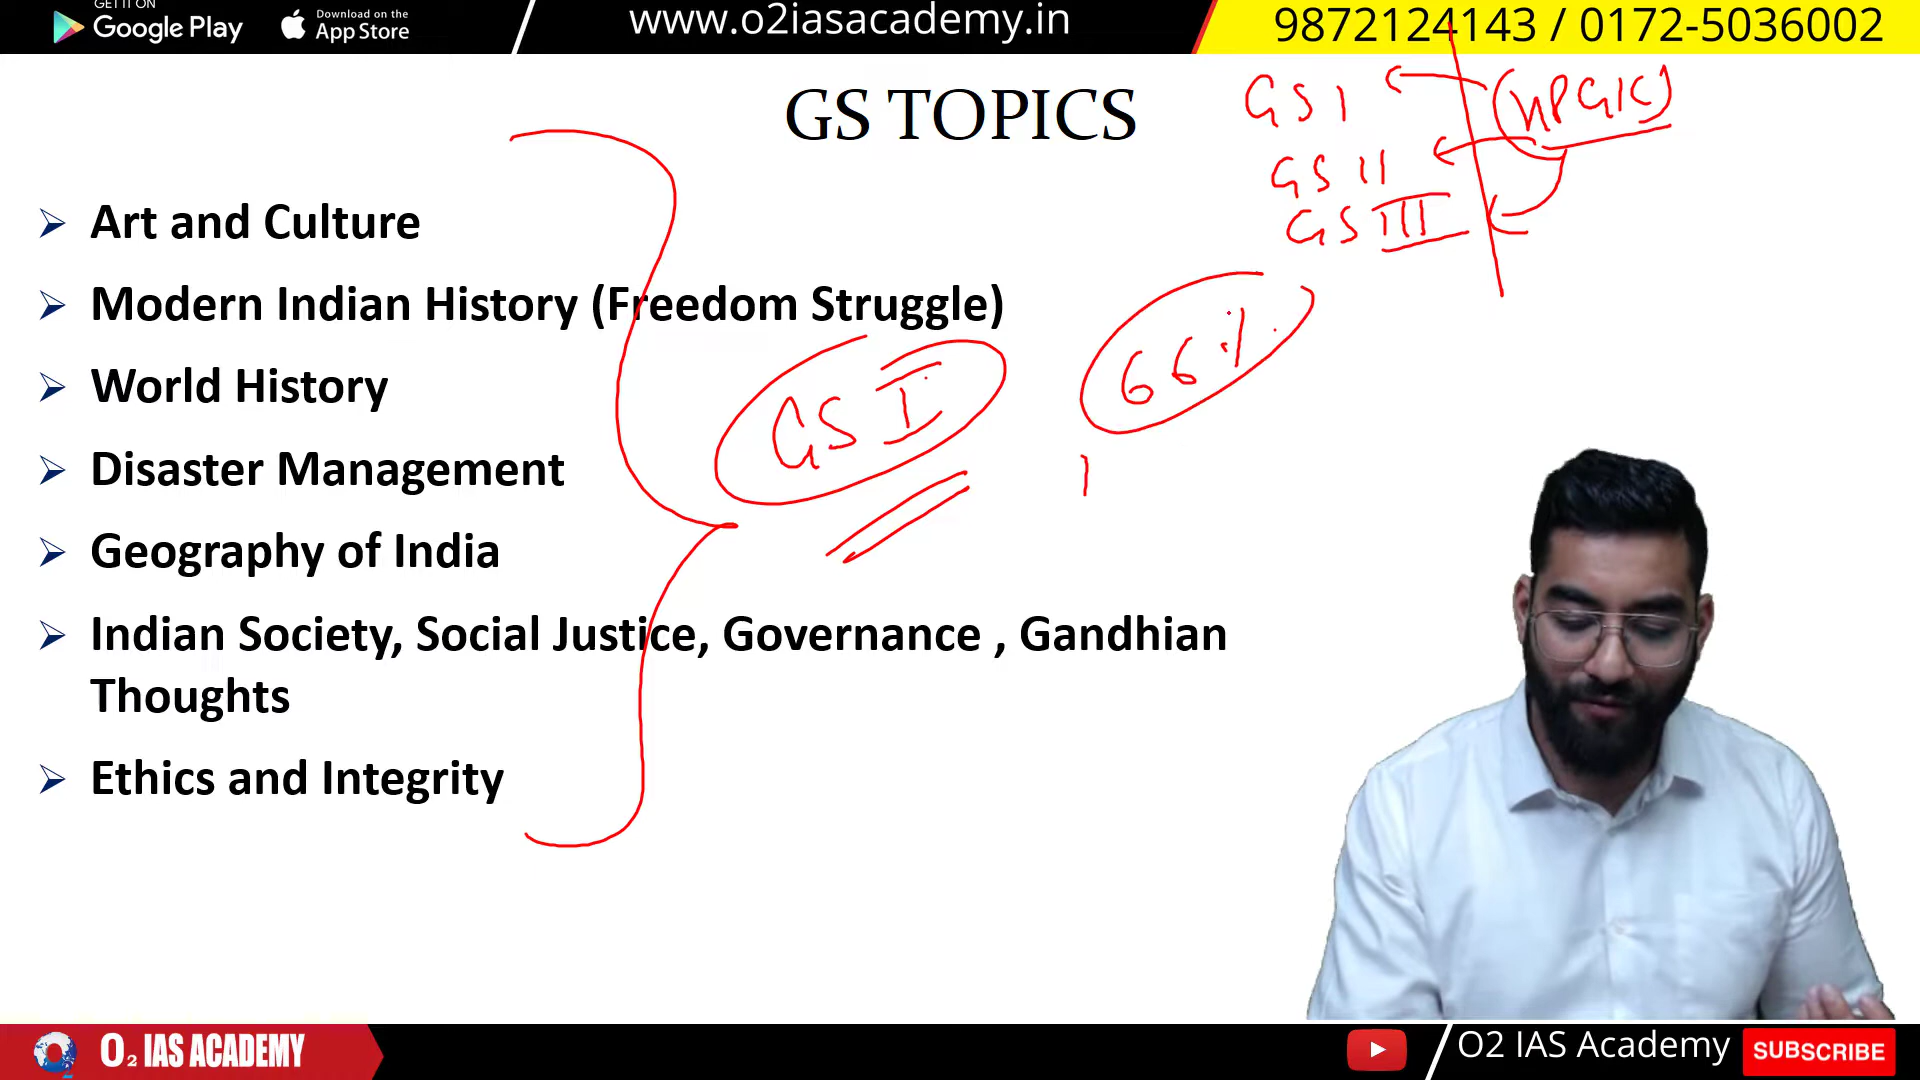 GET IT ON
Google Play
Download on the
App Store
www.o2iasacademy.in
9872124143 / 0172-5036002
GS TOPICS
GS I
(HPGK)
GS II
GS III
Art and Culture
Modern Indian History (Freedom Struggle)
World History
66%
GS I
Disaster Management
Geography of India
Indian Society, Social Justice, Governance , Gandhian
Thoughts
Ethics and Integrity
O2 IAS ACADEMY
O2 IAS Academy
SUBSCRIBE